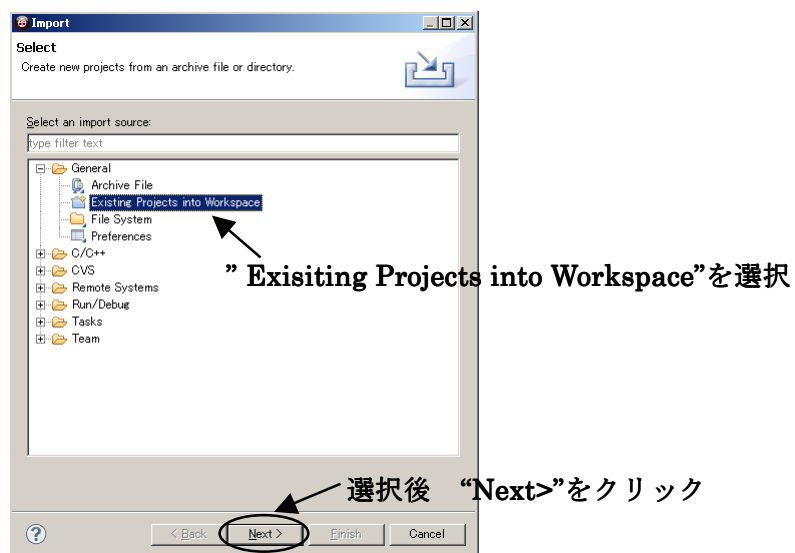 Import
Select
Create new projects from an archive file or directory.
Select an import source:
type filter text
General
Archive File
Existing Projects into Workspace
File System
Preferences
C/C++
CVS
Remote Systems
Run/Debug
Tasks
Team
” Exisiting Projects into Workspace”を選択
選択後　“Next>”をクリック
< Back
Next >
Finish
Cancel